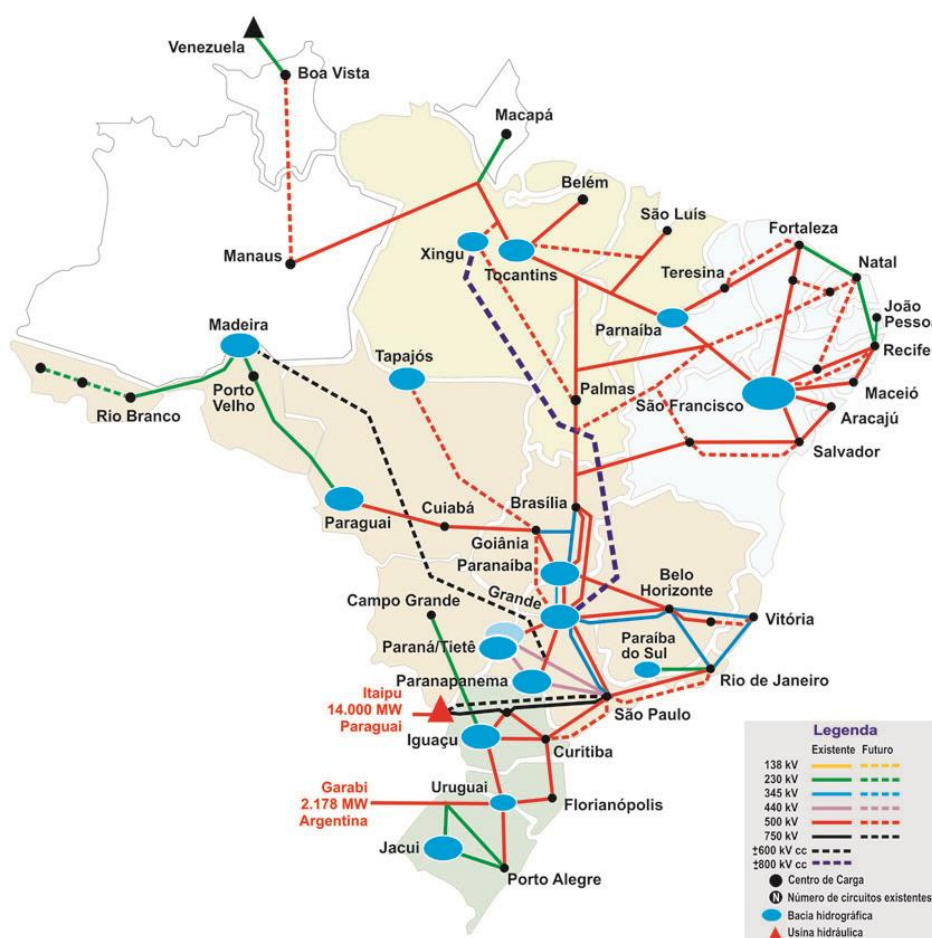 Venezuela
Boa Vista
Macapá
Belém
São Luís
Fortaleza
Manaus
Xingu
Tocantins
Teresina
Natal
João
Pessoa
Parnaíba
Madeira
Tapajós
Recife
Rio Branco
Porto
Velho
Palmas
São Francisco
Maceió
Aracajú
Salvador
Brasília
Paraguai
Cuiabá
Goiânia
Paranaíba
Belo
Horizonte
Grande
Campo Grande
Vitória
Paraíba
do Sul
Paraná/Tietê
Paranapanema
Rio de Janeiro
Itaipu
14.000 MW
Paraguai
São Paulo
Iguaçu
Curitiba
Garabi
2.178 MW
Argentina
Uruguai
Florianópolis
Jacui
Porto Alegre
Legenda
Existente Futuro
138 kV
230 kV
345 kV
440 kV
500 kV
750 kV
±600 kV cc
±800 kV cc
Centro de Carga
N Número de circuitos existentes
Bacia hidrográfica
Usina hidráulica